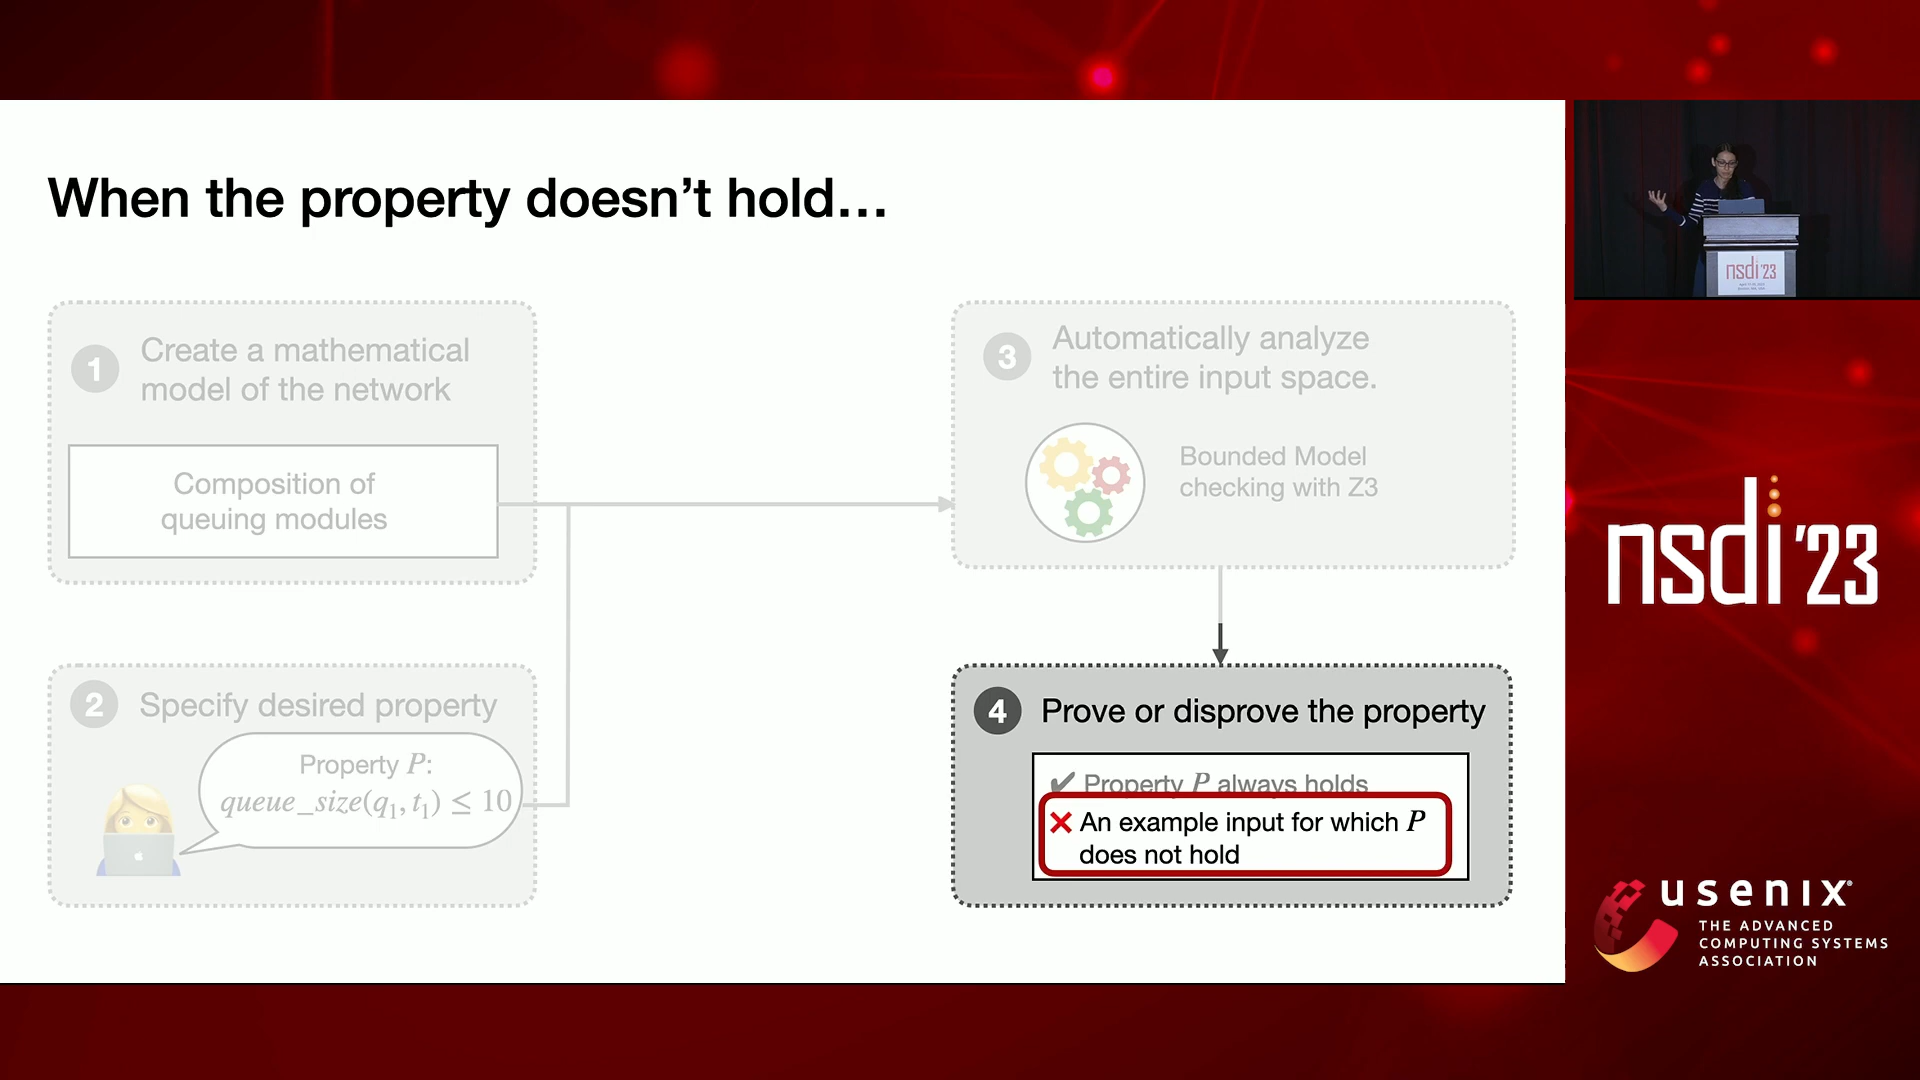 When the property doesn't hold...
1
Create a mathematical
model of the network
Composition of
queuing modules
2
Specify desired property
Property P:
queue_size(q₁, t₁) ≤ 10
3
Automatically analyze
the entire input space.
Bounded Model
checking with Z3
4
Prove or disprove the property
✔ Property P always holds
❌ An example input for which P
does not hold
nsdi '23
nsdi '23
usenix®
THE ADVANCED
COMPUTING SYSTEMS
ASSOCIATION